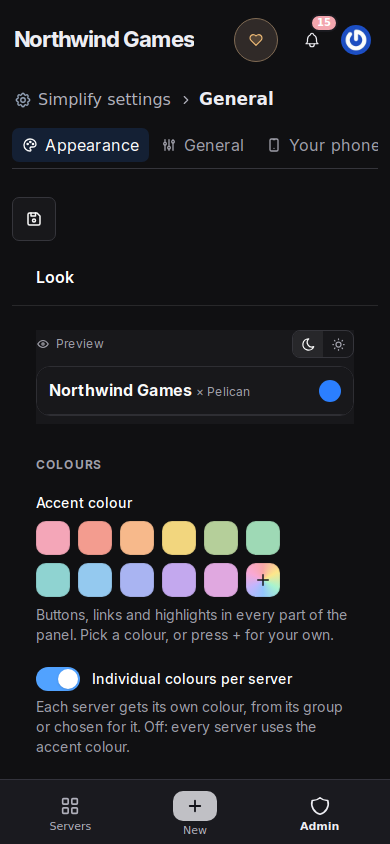 Northwind Games
15
Simplify settings > General
Appearance
General
Your phone
Look
Preview
Northwind Games × Pelican
COLOURS
Accent colour
Buttons, links and highlights in every part of the
panel. Pick a colour, or press + for your own.
Individual colours per server
Each server gets its own colour, from its group
or chosen for it. Off: every server uses the
accent colour.
Servers
New
Admin